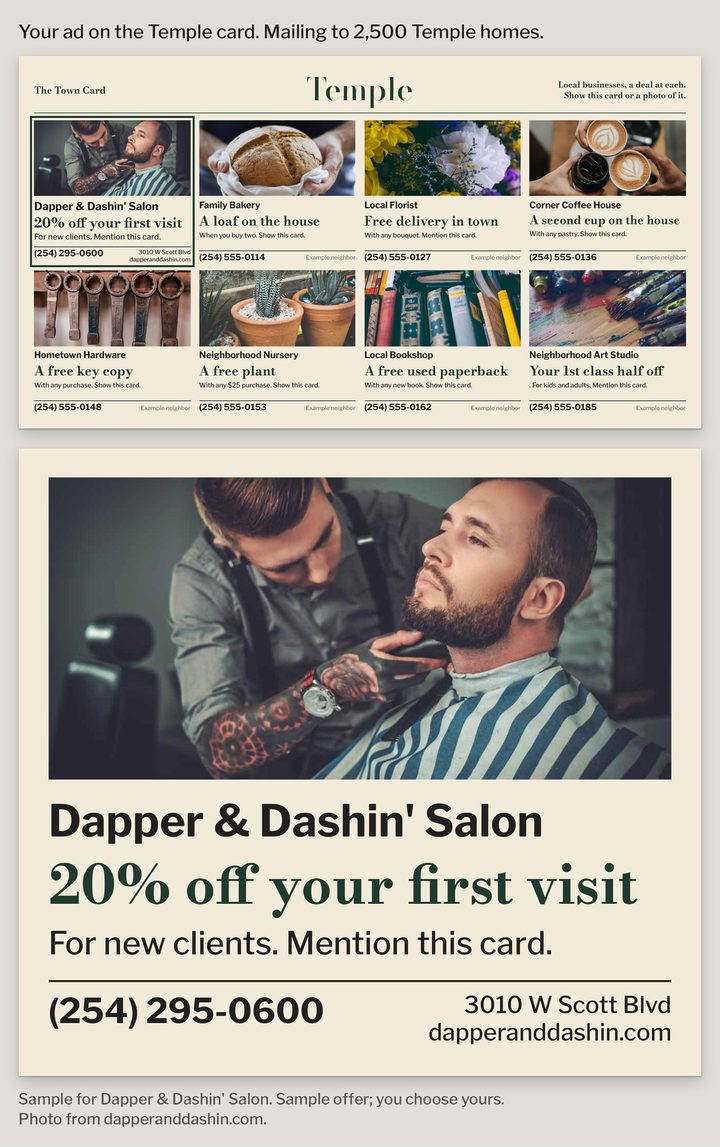 Your ad on the Temple card. Mailing to 2,500 Temple homes.
The Town Card
Temple
Local businesses, a deal at each.
Show this card or a photo of it.
Dapper & Dashin' Salon
20% off your first visit
For new clients. Mention this card.
(254) 295-0600
3010 W Scott Blvd
dapperanddashin.com
Family Bakery
A loaf on the house
When you buy two. Show this card.
(254) 555-0114
Example neighbor
Local Florist
Free delivery in town
With any bouquet. Mention this card.
(254) 555-0127
Example neighbor
Corner Coffee House
A second cup on the house
With any pastry. Show this card.
(254) 555-0136
Example neighbor
Hometown Hardware
A free key copy
With any purchase. Show this card.
(254) 555-0148
Example neighbor
Neighborhood Nursery
A free plant
With any $25 purchase. Show this card.
(254) 555-0153
Example neighbor
Local Bookshop
A free used paperback
With any new book. Show this card.
(254) 555-0162
Example neighbor
Neighborhood Art Studio
Your 1st class half off
. For kids and adults. Mention this card.
(254) 555-0185
Example neighbor
Dapper & Dashin' Salon
20% off your first visit
For new clients. Mention this card.
(254) 295-0600
3010 W Scott Blvd
dapperanddashin.com
Sample for Dapper & Dashin' Salon. Sample offer; you choose yours.
Photo from dapperanddashin.com.